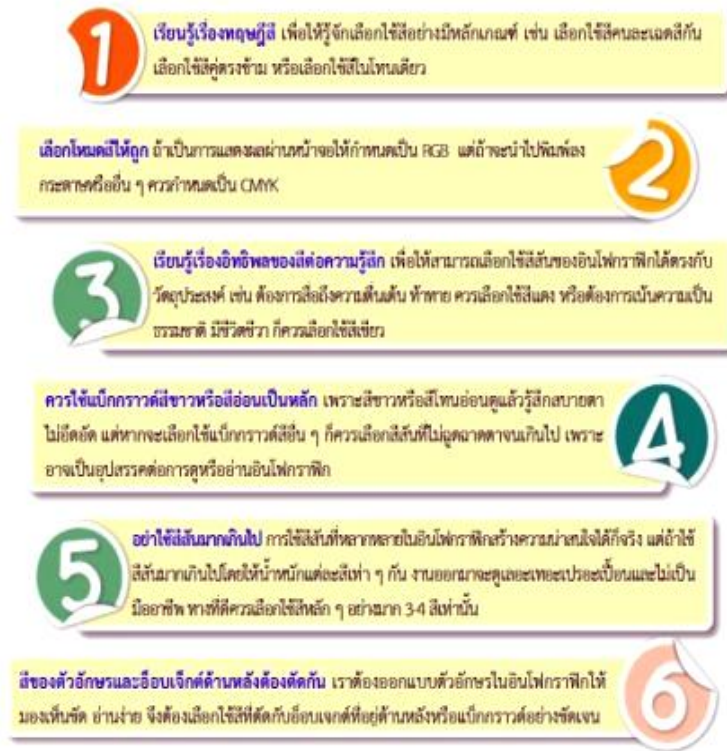 1
เรียนรู้เรื่องทฤษฎีสี เพื่อให้รู้จักเลือกใช้สีอย่างมีหลักเกณฑ์ เช่น เลือกใช้สีคนละเฉดสีกัน
เลือกใช้สีคู่ตรงข้าม หรือเลือกใช้สีในโทนเดียว
เลือกโหมดสีให้ถูก ถ้าเป็นการแสดงผลผ่านหน้าจอให้กำหนดเป็น RGB แต่ถ้าจะนำไปพิมพ์ลง
กระดาษหรืออื่น ๆ ควรกำหนดเป็น CMYK
2
3
เรียนรู้เรื่องอิทธิพลของสีต่อความรู้สึก เพื่อให้สามารถเลือกใช้สีสันของอินโฟกราฟิกได้ตรงกับ
วัตถุประสงค์ เช่น ต้องการสื่อถึงความตื่นเต้น ท้าทาย ควรเลือกใช้สีแดง หรือต้องการเน้นความเป็น
ธรรมชาติ มีชีวิตชีวา ก็ควรเลือกใช้สีเขียว
ควรใช้แบ็กกราวด์สีขาวหรือสีอ่อนเป็นหลัก เพราะสีขาวหรือสีโทนอ่อนดูแล้วรู้สึกสบายตา
ไม่อึดอัด แต่หากจะเลือกใช้แบ็กกราวด์สีอื่น ๆ ก็ควรเลือกสีสันที่ไม่ฉูดฉาดตาจนเกินไป เพราะ
อาจเป็นอุปสรรคต่อการดูหรืออ่านอินโฟกราฟิก
4
5
อย่าใช้สีสันมากเกินไป การใช้สีสันที่หลากหลายในอินโฟกราฟิกสร้างความน่าสนใจได้ก็จริง แต่ถ้าใช้
สีสันมากเกินไปโดยให้น้ำหนักแต่ละสีเท่า ๆ กัน งานออกมาจะดูเลอะเทอะเปรอะเปื้อนและไม่เป็น
มืออาชีพ ทางที่ดีควรเลือกใช้สีหลัก ๆ อย่างมาก 3-4 สีเท่านั้น
สีของตัวอักษรและอ็อบเจ็กต์ด้านหลังต้องตัดกัน เราต้องออกแบบตัวอักษรในอินโฟกราฟิกให้
มองเห็นชัด อ่านง่าย จึงต้องเลือกใช้สีที่ตัดกับอ็อบเจกต์ที่อยู่ด้านหลังหรือแบ็กกราวด์อย่างชัดเจน
6